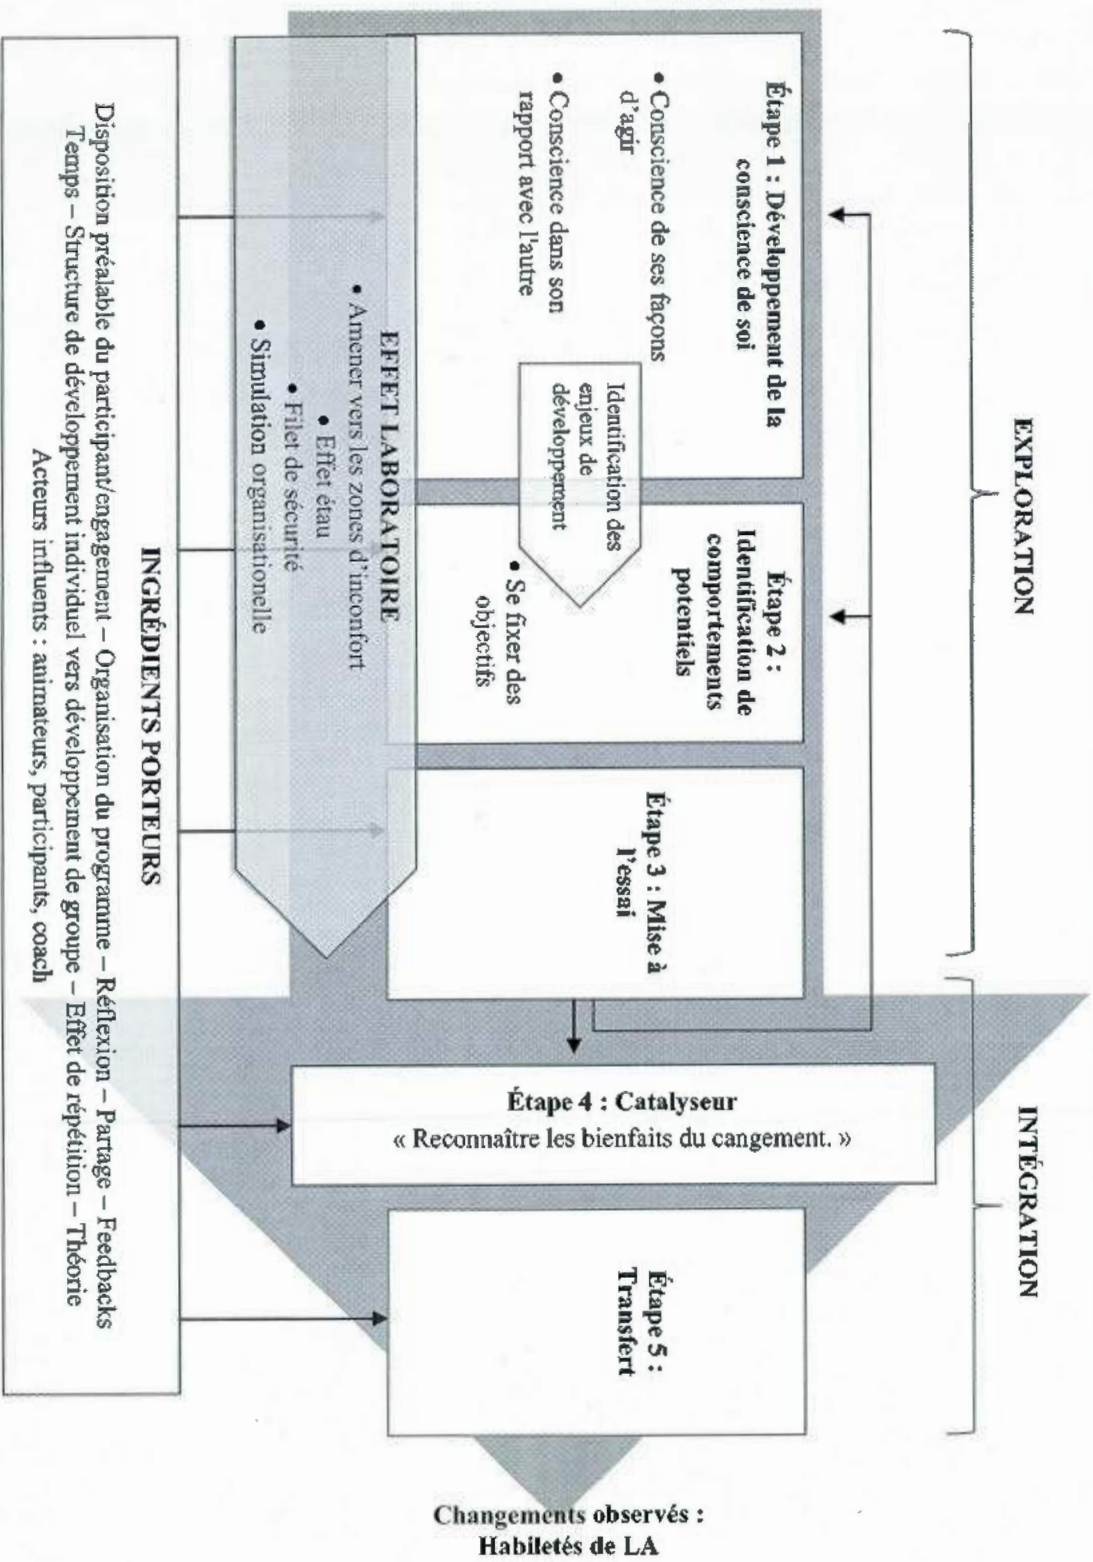 EXPLORATION
INTÉGRATION
Étape 1 : Développement de la
conscience de soi
• Conscience de ses façons
d'agir
• Conscience dans son
rapport avec l'autre
Identification des
enjeux de
développement
Étape 2 :
Identification de
comportements
potentiels
• Se fixer des
objectifs
Étape 3 : Mise à
l'essai
Étape 4 : Catalyseur
« Reconnaître les bienfaits du cangement. »
Étape 5 :
Transfert
Changements observés :
Habiletés de LA
EFFET LABORATOIRE
• Amener vers les zones d'inconfort
• Effet étau
• Filet de sécurité
• Simulation organisationelle
INGRÉDIENTS PORTEURS
Disposition préalable du participant/engagement – Organisation du programme – Réflexion – Partage – Feedbacks
Temps – Structure de développement individuel vers développement de groupe – Effet de répétition – Théorie
Acteurs influents : animateurs, participants, coach